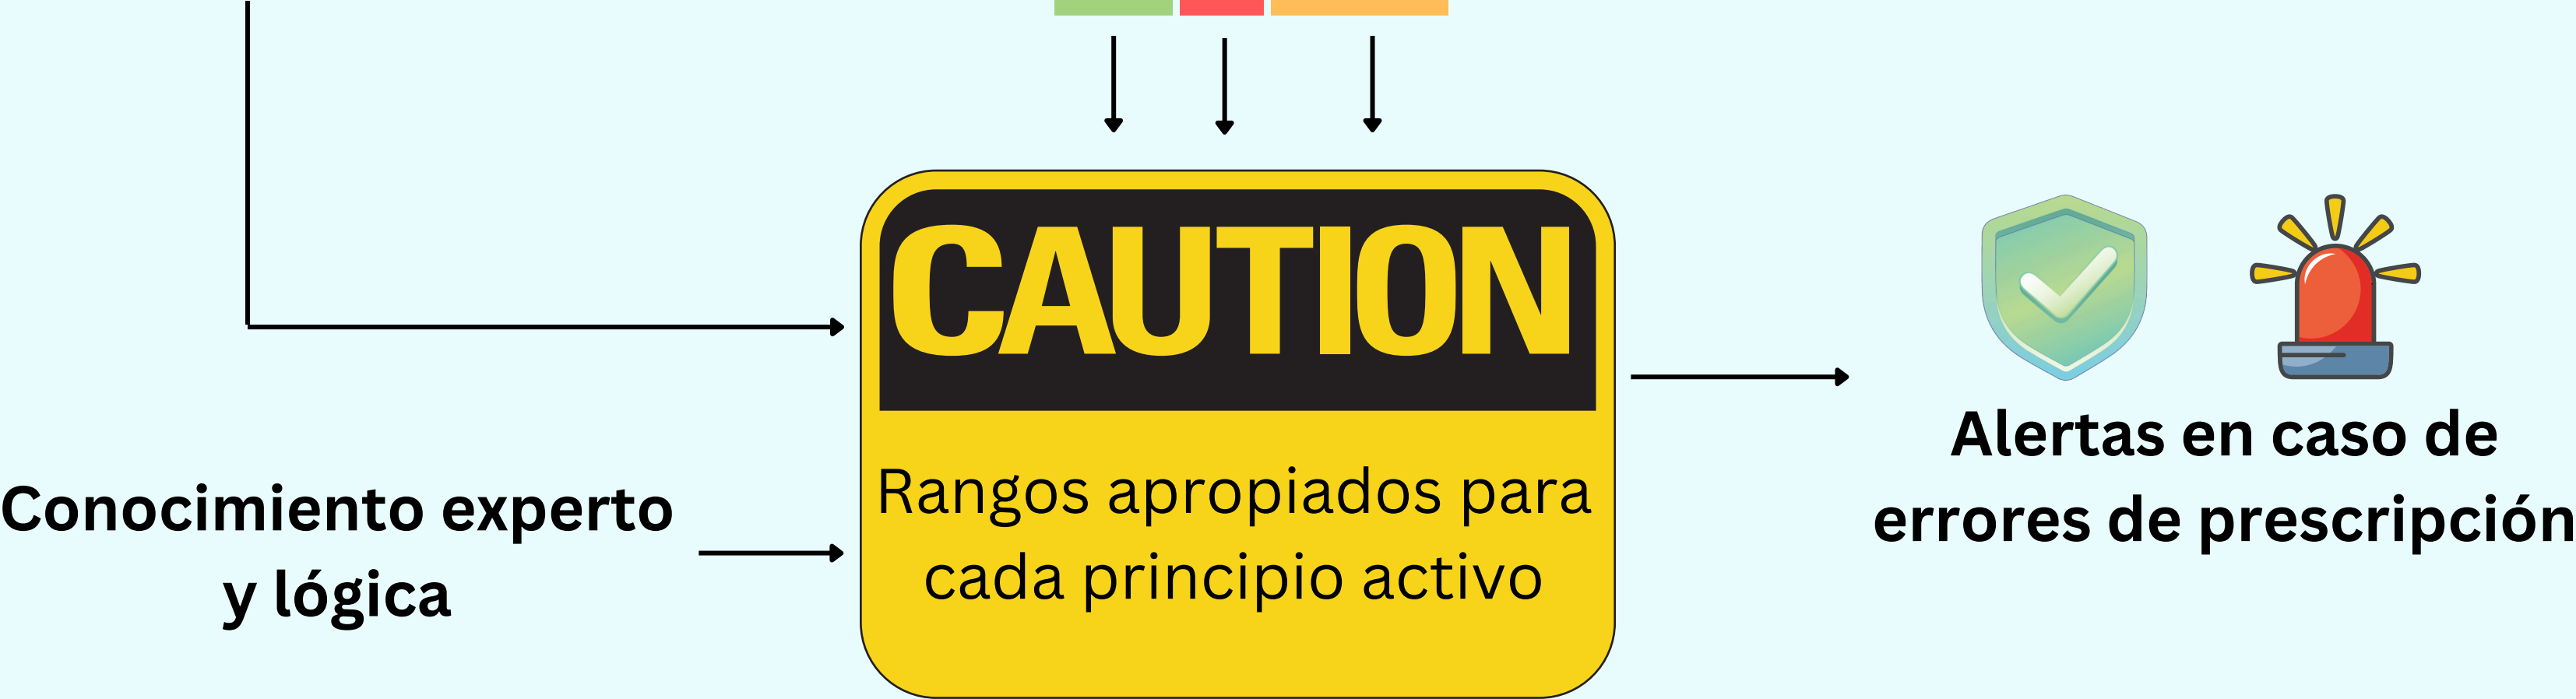 CAUTION
Rangos apropiados para
cada principio activo
Conocimiento experto
y lógica
Alertas en caso de
errores de prescripción